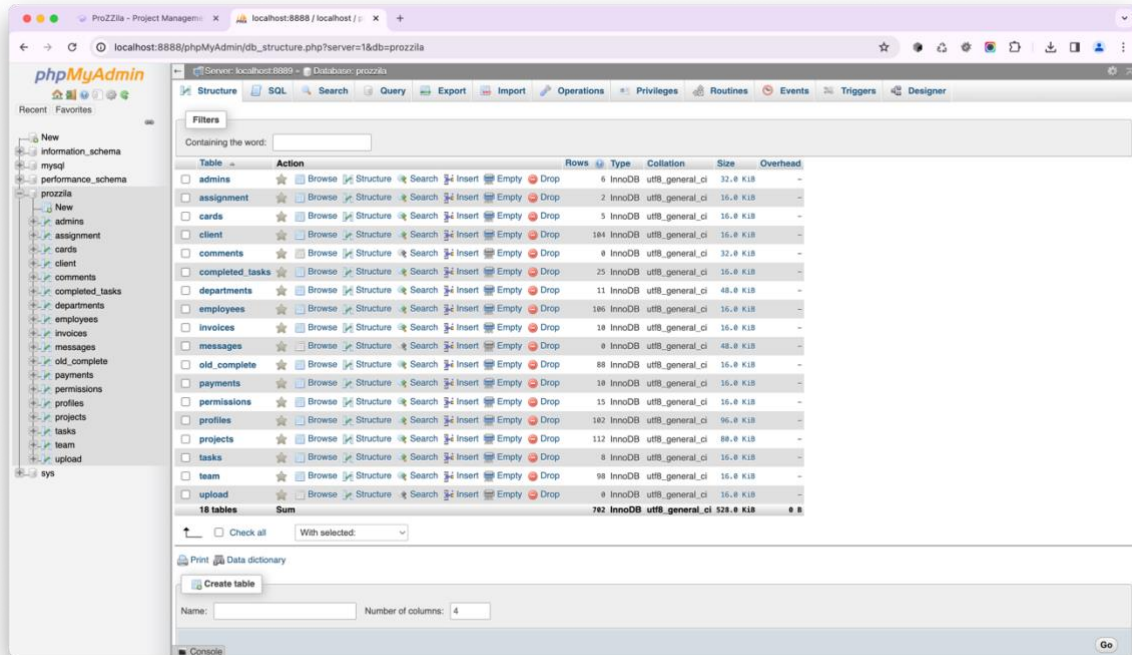 ProZZila - Project Manageme
localhost:8888 / localhost / p
localhost:8888/phpMyAdmin/db_structure.php?server=1&db=prozzila
phpMyAdmin
Recent Favorites
New
information_schema
mysql
performance_schema
prozzila
New
admins
assignment
cards
client
comments
completed_tasks
departments
employees
invoices
messages
old_complete
payments
permissions
profiles
projects
tasks
team
upload
sys
Server: localhost:8889 » Database: prozzila
Structure SQL Search Query Export Import Operations Privileges Routines Events Triggers Designer
Filters
Containing the word:
Table Action Rows Type Collation Size Overhead
admins Browse Structure Search Insert Empty Drop 6 InnoDB utf8_general_ci 32.0 KiB -
assignment Browse Structure Search Insert Empty Drop 2 InnoDB utf8_general_ci 16.0 KiB -
cards Browse Structure Search Insert Empty Drop 5 InnoDB utf8_general_ci 16.0 KiB -
client Browse Structure Search Insert Empty Drop 104 InnoDB utf8_general_ci 16.0 KiB -
comments Browse Structure Search Insert Empty Drop 0 InnoDB utf8_general_ci 32.0 KiB -
completed_tasks Browse Structure Search Insert Empty Drop 25 InnoDB utf8_general_ci 16.0 KiB -
departments Browse Structure Search Insert Empty Drop 11 InnoDB utf8_general_ci 48.0 KiB -
employees Browse Structure Search Insert Empty Drop 106 InnoDB utf8_general_ci 16.0 KiB -
invoices Browse Structure Search Insert Empty Drop 10 InnoDB utf8_general_ci 16.0 KiB -
messages Browse Structure Search Insert Empty Drop 0 InnoDB utf8_general_ci 48.0 KiB -
old_complete Browse Structure Search Insert Empty Drop 88 InnoDB utf8_general_ci 16.0 KiB -
payments Browse Structure Search Insert Empty Drop 10 InnoDB utf8_general_ci 16.0 KiB -
permissions Browse Structure Search Insert Empty Drop 15 InnoDB utf8_general_ci 16.0 KiB -
profiles Browse Structure Search Insert Empty Drop 102 InnoDB utf8_general_ci 96.0 KiB -
projects Browse Structure Search Insert Empty Drop 112 InnoDB utf8_general_ci 80.0 KiB -
tasks Browse Structure Search Insert Empty Drop 8 InnoDB utf8_general_ci 16.0 KiB -
team Browse Structure Search Insert Empty Drop 98 InnoDB utf8_general_ci 16.0 KiB -
upload Browse Structure Search Insert Empty Drop 0 InnoDB utf8_general_ci 16.0 KiB -
18 tables Sum 702 InnoDB utf8_general_ci 528.0 KiB 0 B
Check all With selected:
Print Data dictionary
Create table
Name: Number of columns: 4
Go
Console